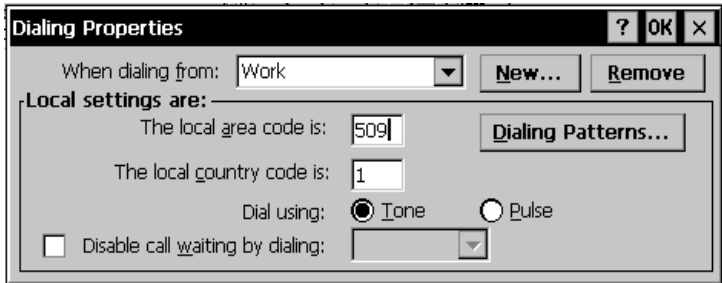 Dialing Properties ? OK ×
When dialing from: Work New... Remove
Local settings are:
The local area code is: 509 Dialing Patterns...
The local country code is: 1
Dial using: Tone Pulse
Disable call waiting by dialing: